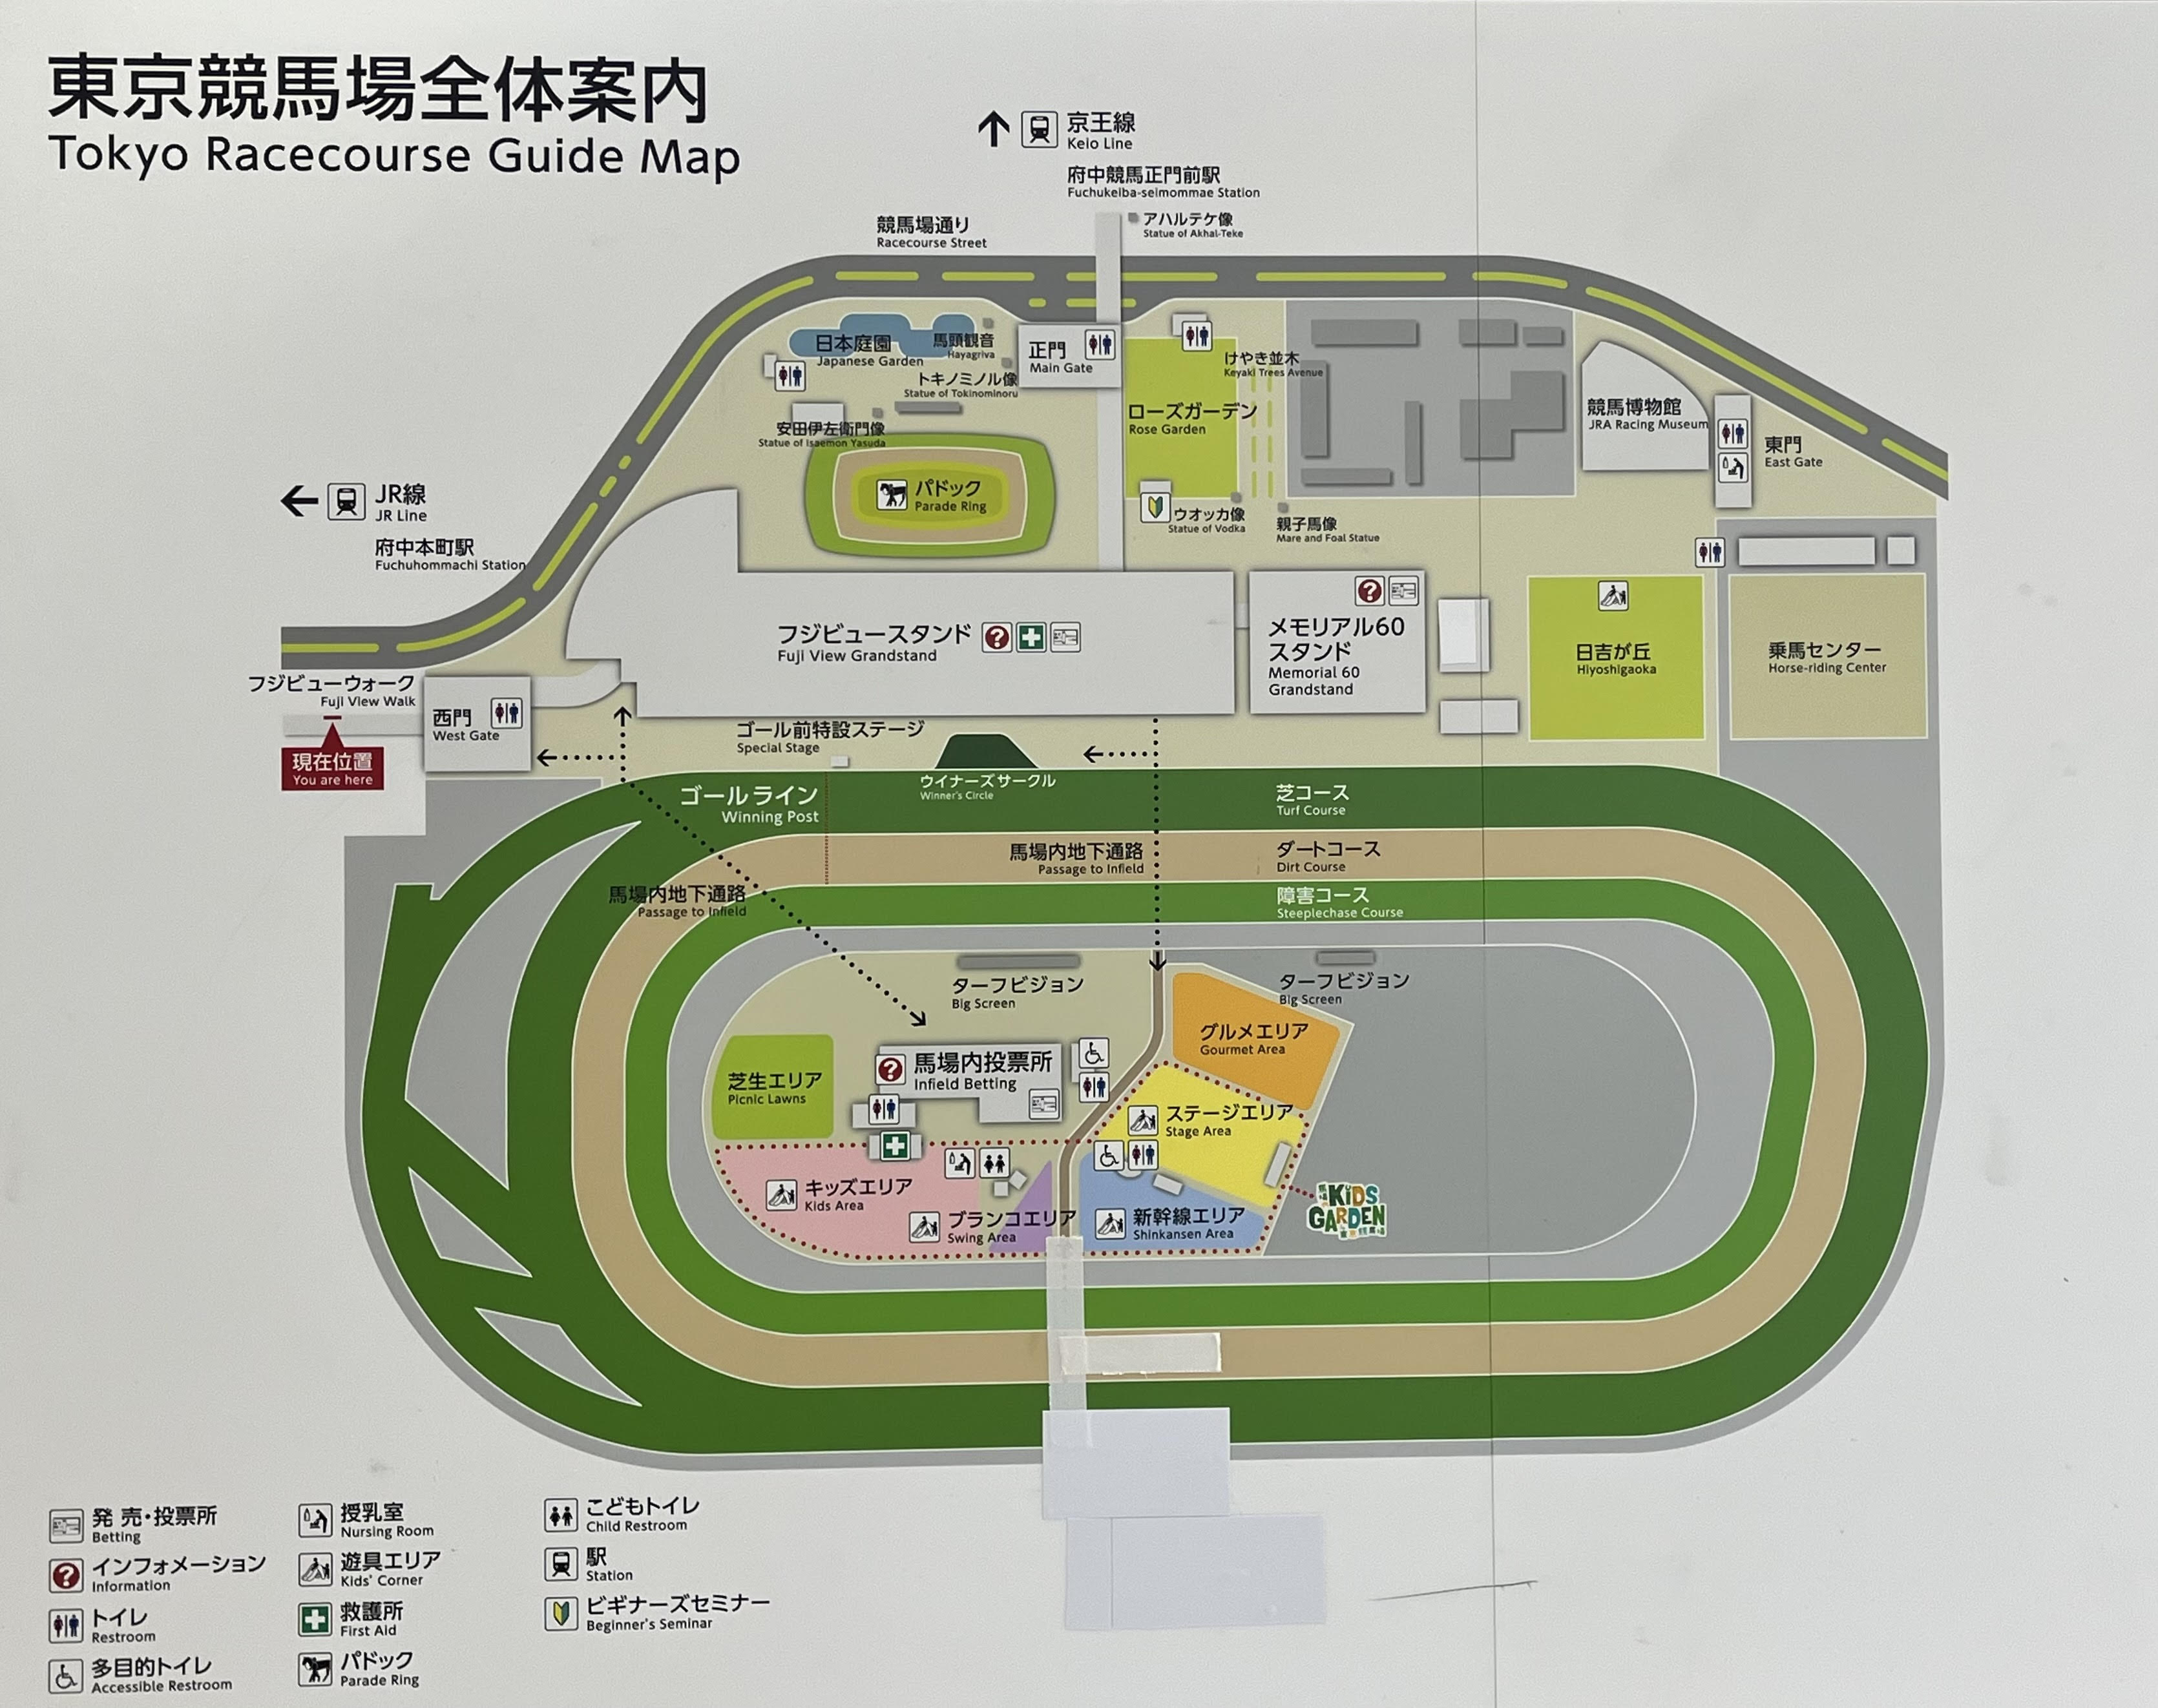 東京競馬場全体案内
Tokyo Racecourse Guide Map
京王線
Keio Line
府中競馬正門前駅
Fuchukeiba-seimommae Station
アハルテケ像
Statue of Akhal-Teke
競馬場通り
Racecourse Street
日本庭園
Japanese Garden
馬頭観音
Hayagriva
正門
Main Gate
トキノミノル像
Statue of Tokinominoru
安田伊左衛門像
Statue of Isaemon Yasuda
けやき並木
Keyaki Trees Avenue
ローズガーデン
Rose Garden
競馬博物館
JRA Racing Museum
東門
East Gate
パドック
Parade Ring
ウオッカ像
Statue of Vodka
親子馬像
Mare and Foal Statue
JR線
JR Line
府中本町駅
Fuchuhommachi Station
フジビュースタンド
Fuji View Grandstand
メモリアル60
スタンド
Memorial 60
Grandstand
日吉が丘
Hiyoshigaoka
乗馬センター
Horse-riding Center
フジビューウォーク
Fuji View Walk
西門
West Gate
現在位置
You are here
ゴール前特設ステージ
Special Stage
ウイナーズサークル
Winner's Circle
ゴールライン
Winning Post
芝コース
Turf Course
馬場内地下通路
Passage to Infield
ダートコース
Dirt Course
馬場内地下通路
Passage to Infield
障害コース
Steeplechase Course
ターフビジョン
Big Screen
ターフビジョン
Big Screen
グルメエリア
Gourmet Area
馬場内投票所
Infield Betting
芝生エリア
Picnic Lawns
ステージエリア
Stage Area
キッズエリア
Kids Area
ブランコエリア
Swing Area
新幹線エリア
Shinkansen Area
KiDS
GARDEN
発売・投票所
Betting
インフォメーション
Information
トイレ
Restroom
多目的トイレ
Accessible Restroom
授乳室
Nursing Room
遊具エリア
Kids' Corner
救護所
First Aid
パドック
Parade Ring
こどもトイレ
Child Restroom
駅
Station
ビギナーズセミナー
Beginner's Seminar